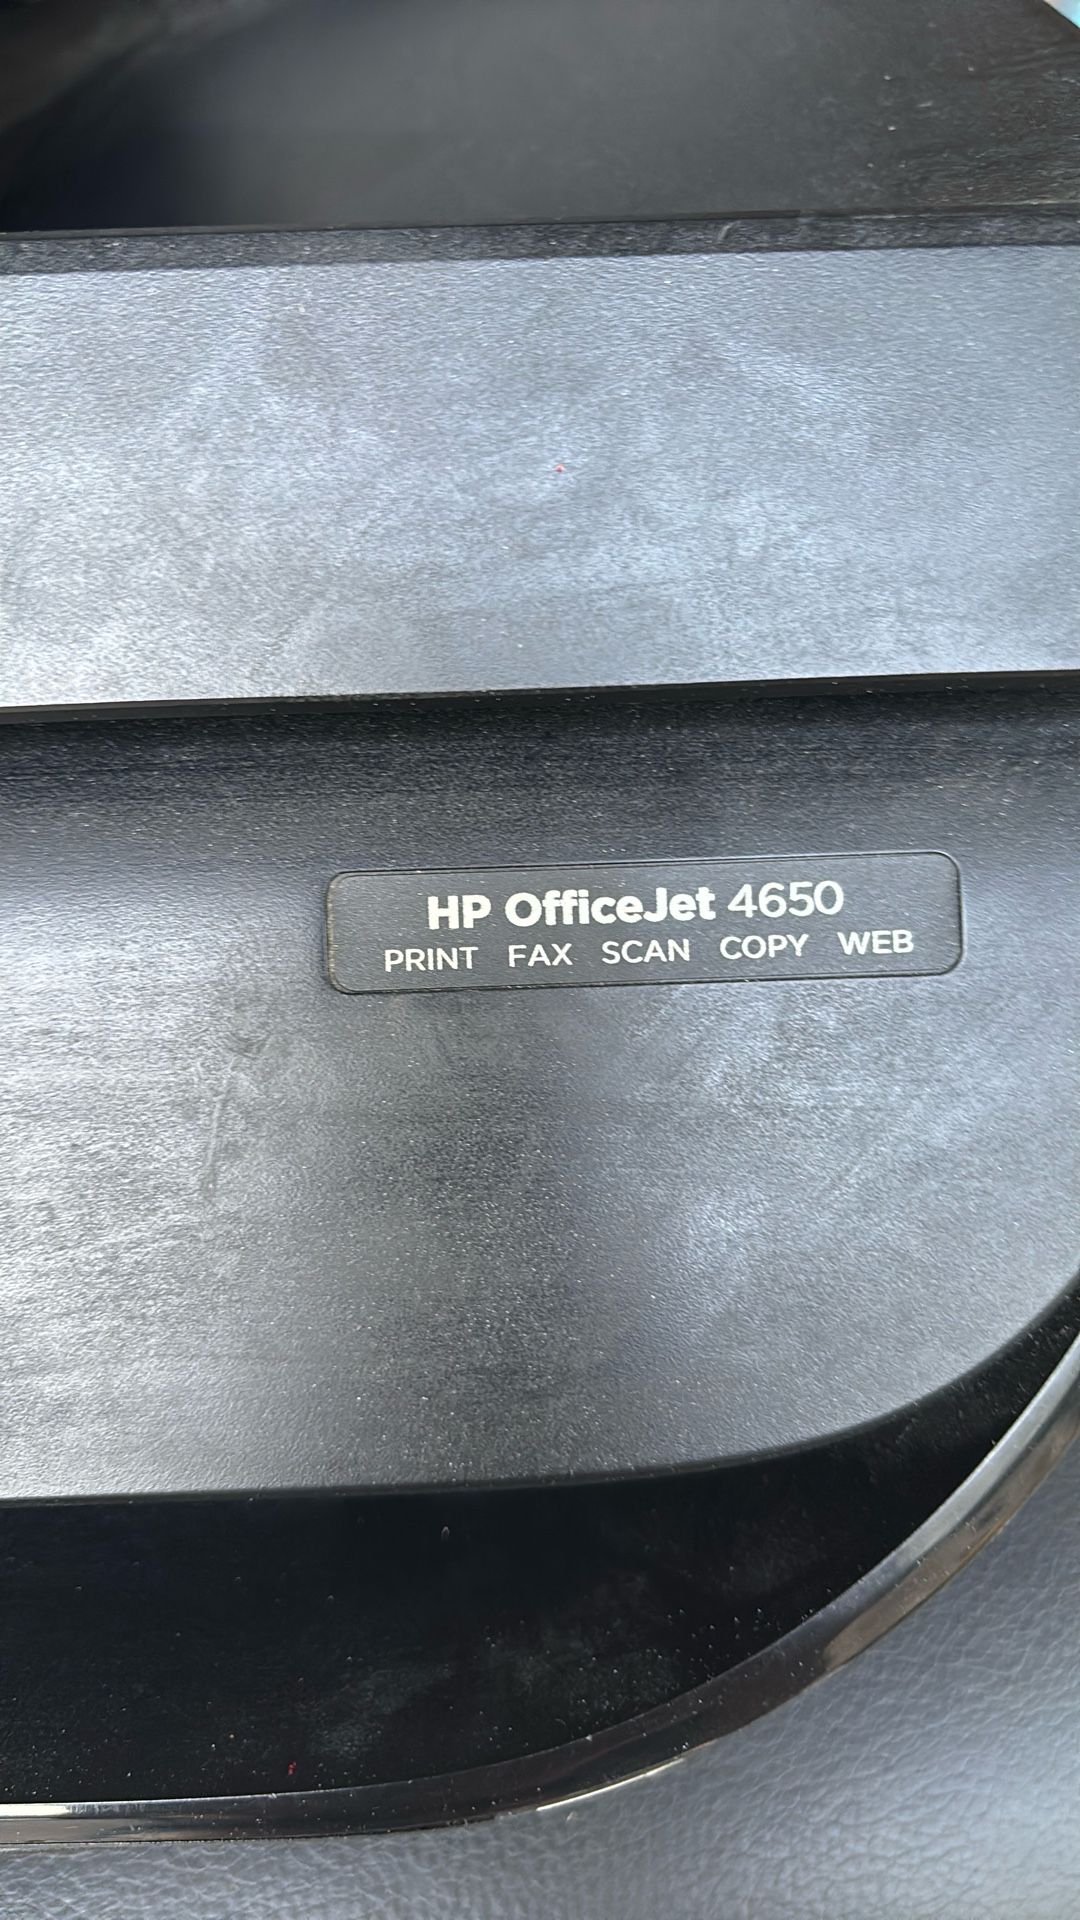 HP OfficeJet 4650
PRINT FAX SCAN COPY WEB